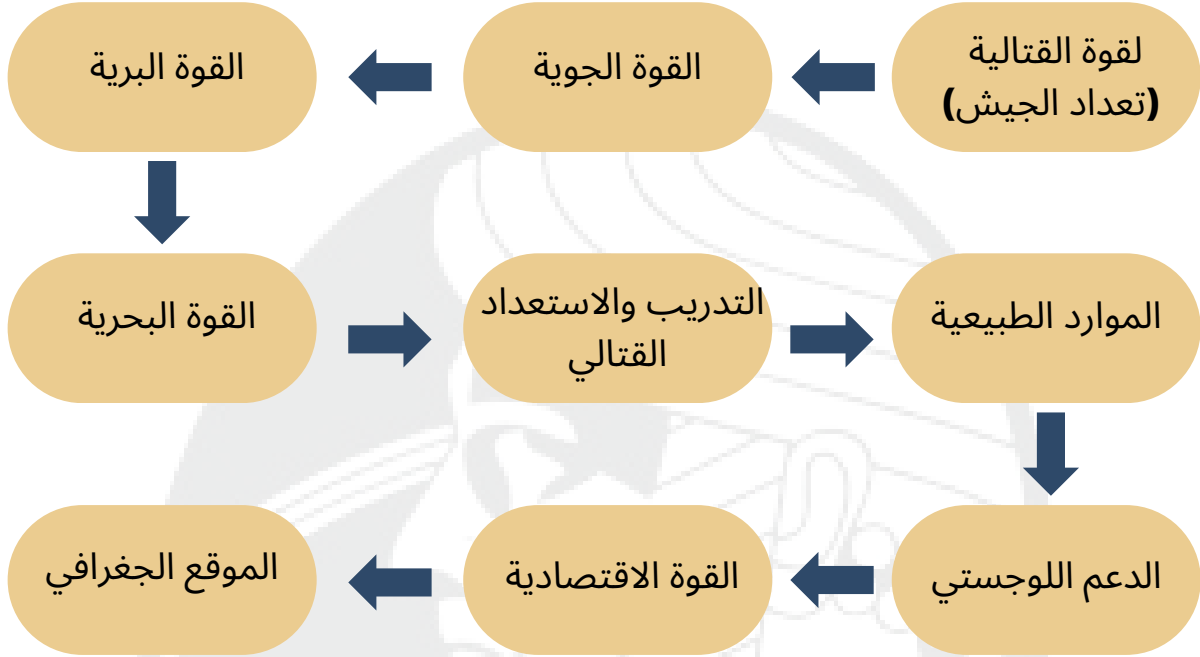 لقوة القتالية
(تعداد الجيش)
القوة الجوية
القوة البرية
القوة البحرية
التدريب والاستعداد
القتالي
الموارد الطبيعية
الدعم اللوجستي
القوة الاقتصادية
الموقع الجغرافي